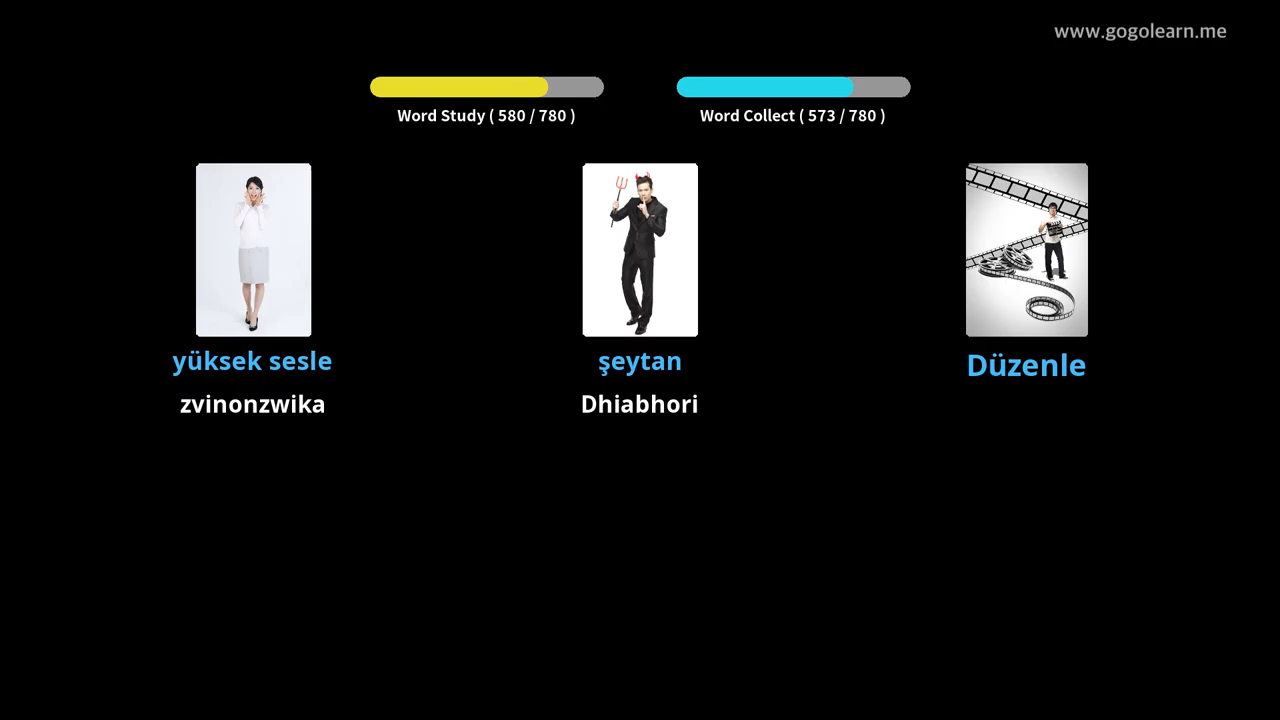 www.gogolearn.me
Word Study ( 580 / 780 )
Word Collect ( 573 / 780 )
yüksek sesle
şeytan
Düzenle
zvinonzwika
Dhiabhori